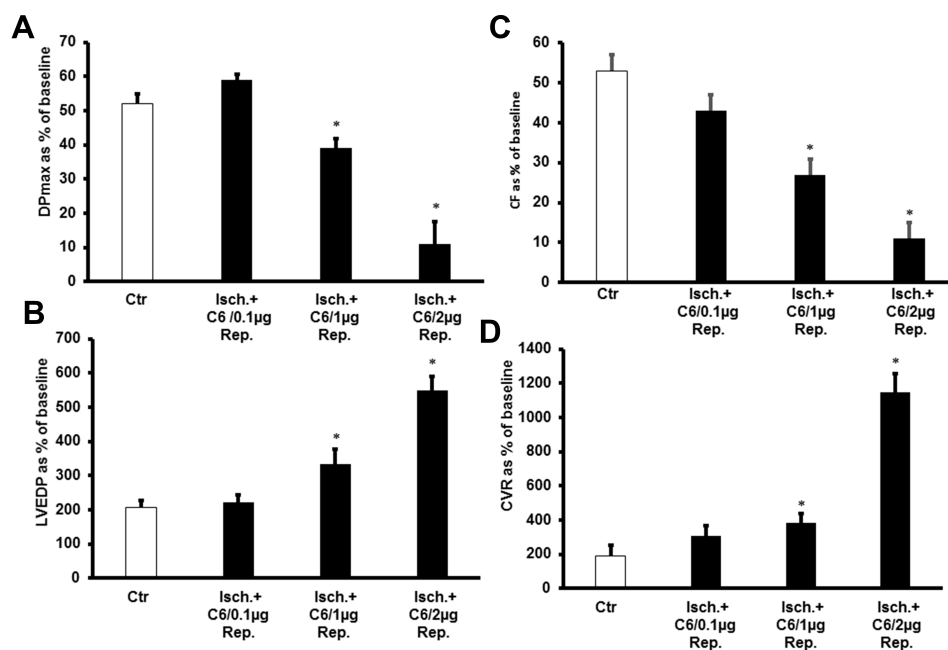 A
DPmax as % of baseline
70
60
50
40
30
20
10
0
*
*
Ctr
Isch.+ Isch.+ Isch.+
C6 /0.1µg C6/1µg C6/2µg
Rep. Rep. Rep.
B
LVEDP as % of baseline
700
600
500
400
300
200
100
0
*
*
Ctr
Isch.+ Isch.+ Isch.+
C6/0.1µg C6/1µg C6/2µg
Rep. Rep. Rep.
C
CF as % of baseline
60
50
40
30
20
10
0
*
*
Ctr
Isch.+ Isch.+ Isch.+
C6/0.1µg C6/1µg C6/2µg
Rep. Rep. Rep.
D
CVR as % of baseline
1400
1200
1000
800
600
400
200
0
*
*
Ctr
Isch.+ Isch.+ Isch.+
C6/0.1µg C6/1µg C6/2µg
Rep. Rep. Rep.